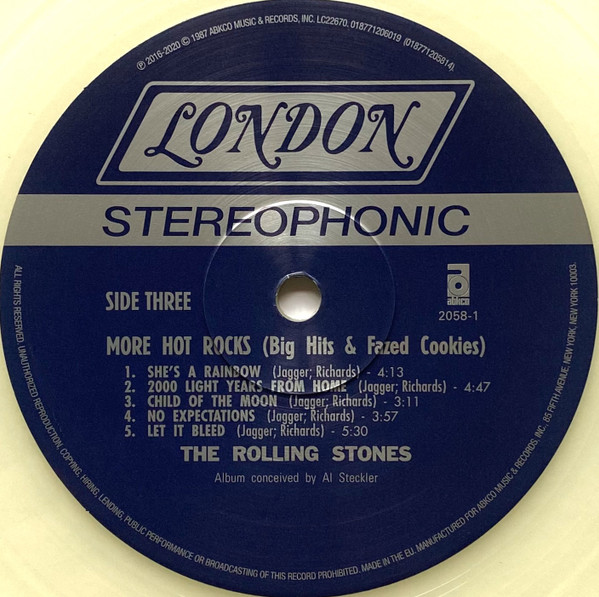 ℗ 2016-2020 © 1987 ABKCO MUSIC & RECORDS, INC. LC22670. 018771206019 (018771205814).
LONDON
STEREOPHONIC
SIDE THREE
abkco
2058-1
MORE HOT ROCKS (Big Hits & Fazed Cookies)
1. SHE'S A RAINBOW (Jagger; Richards) - 4:13
2. 2000 LIGHT YEARS FROM HOME (Jagger; Richards) - 4:47
3. CHILD OF THE MOON (Jagger; Richards) - 3:11
4. NO EXPECTATIONS (Jagger; Richards) - 3:57
5. LET IT BLEED (Jagger; Richards) - 5:30
THE ROLLING STONES
Album conceived by Al Steckler
ALL RIGHTS RESERVED. UNAUTHORIZED REPRODUCTION, COPYING, HIRING, LENDING, PUBLIC PERFORMANCE OR BROADCASTING OF THIS RECORD PROHIBITED. MADE IN THE EU. MANUFACTURED FOR ABKCO MUSIC & RECORDS, INC. 85 FIFTH AVENUE, NEW YORK, NEW YORK 10003.